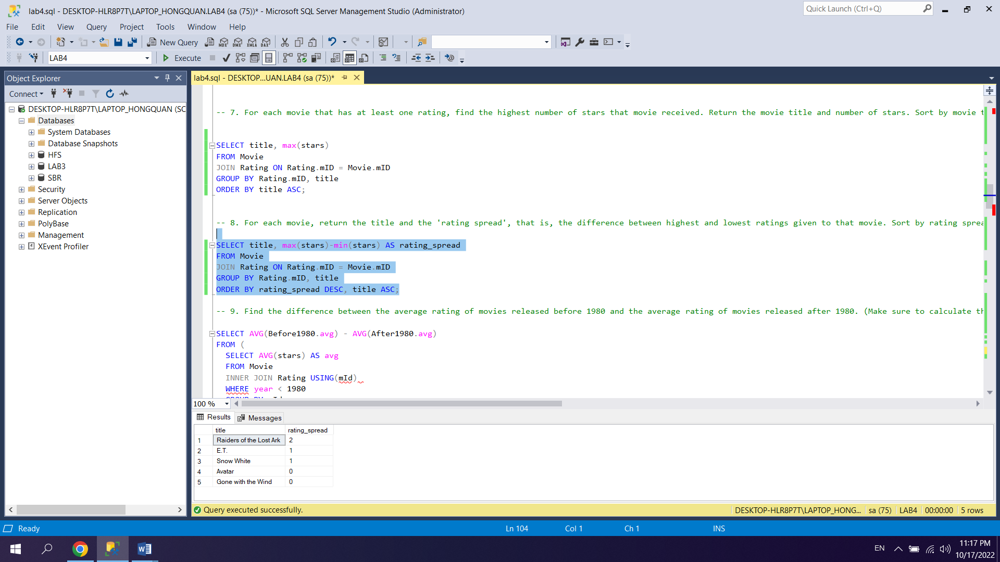 lab4.sql - DESKTOP-HLR8P7T\LAPTOP_HONGQUAN.LAB4 (sa (75))* - Microsoft SQL Server Management Studio (Administrator)
Quick Launch (Ctrl+Q)
File Edit View Query Project Tools Window Help
New Query MDX DMX XMLA DAX
LAB4 Execute
Object Explorer
lab4.sql - DESKTOP...UAN.LAB4 (sa (75))*
Connect
DESKTOP-HLR8P7T\LAPTOP_HONGQUAN (SC
Databases
System Databases
Database Snapshots
HFS
LAB3
SBR
Security
Server Objects
Replication
PolyBase
Management
XEvent Profiler
-- 7. For each movie that has at least one rating, find the highest number of stars that movie received. Return the movie title and number of stars. Sort by movie t
SELECT title, max(stars)
FROM Movie
JOIN Rating ON Rating.mID = Movie.mID
GROUP BY Rating.mID, title
ORDER BY title ASC;
-- 8. For each movie, return the title and the 'rating spread', that is, the difference between highest and lowest ratings given to that movie. Sort by rating sprea
SELECT title, max(stars)-min(stars) AS rating_spread
FROM Movie
JOIN Rating ON Rating.mID = Movie.mID
GROUP BY Rating.mID, title
ORDER BY rating_spread DESC, title ASC;
-- 9. Find the difference between the average rating of movies released before 1980 and the average rating of movies released after 1980. (Make sure to calculate th
SELECT AVG(Before1980.avg) - AVG(After1980.avg)
FROM (
SELECT AVG(stars) AS avg
FROM Movie
INNER JOIN Rating USING(mId)
WHERE year < 1980
100 %
Results Messages
title rating_spread
1 Raiders of the Lost Ark 2
2 E.T. 1
3 Snow White 1
4 Avatar 0
5 Gone with the Wind 0
Query executed successfully.
DESKTOP-HLR8P7T\LAPTOP_HONG... sa (75) LAB4 00:00:00 5 rows
Ready Ln 104 Col 1 Ch 1 INS
EN
11:17 PM
10/17/2022